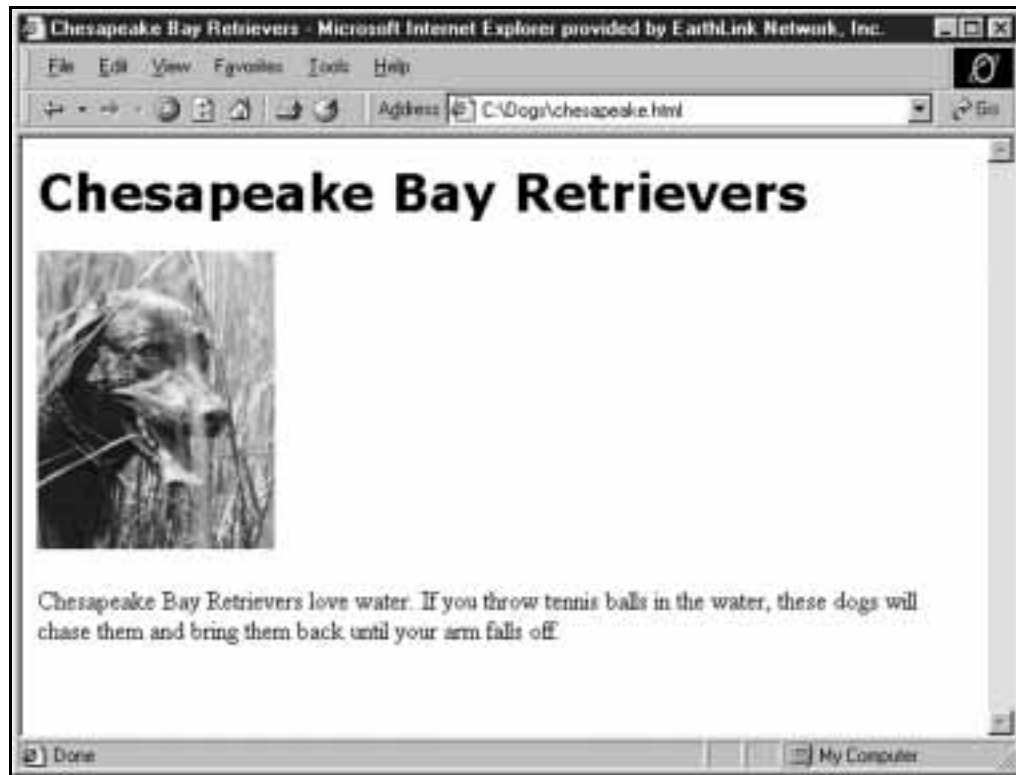 Chesapeake Bay Retrievers - Microsoft Internet Explorer provided by EarthLink Network, Inc.
File Edit View Favorites Tools Help
Address C:\Dogs\chesapeake.html Go
Chesapeake Bay Retrievers
Chesapeake Bay Retrievers love water. If you throw tennis balls in the water, these dogs will
chase them and bring them back until your arm falls off.
Done My Computer